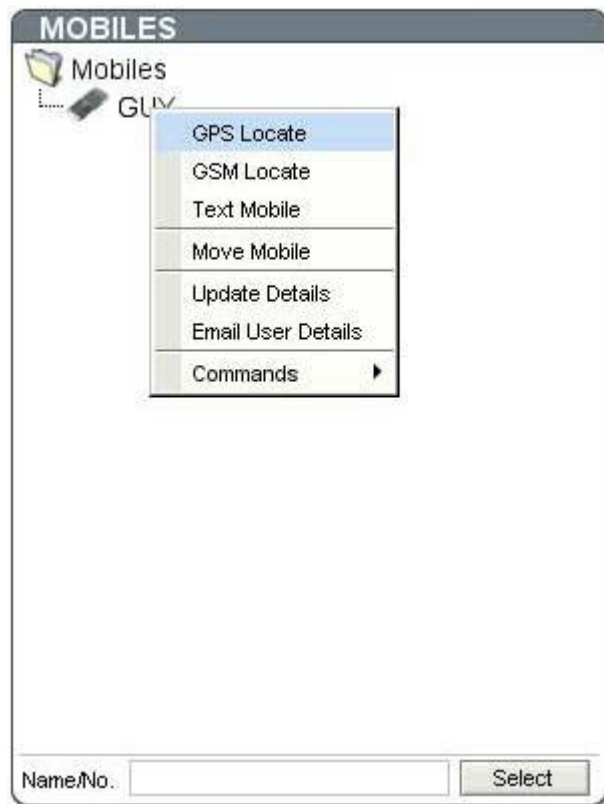 MOBILES
Mobiles
GUY
GPS Locate
GSM Locate
Text Mobile
Move Mobile
Update Details
Email User Details
Commands
Name/No.
Select